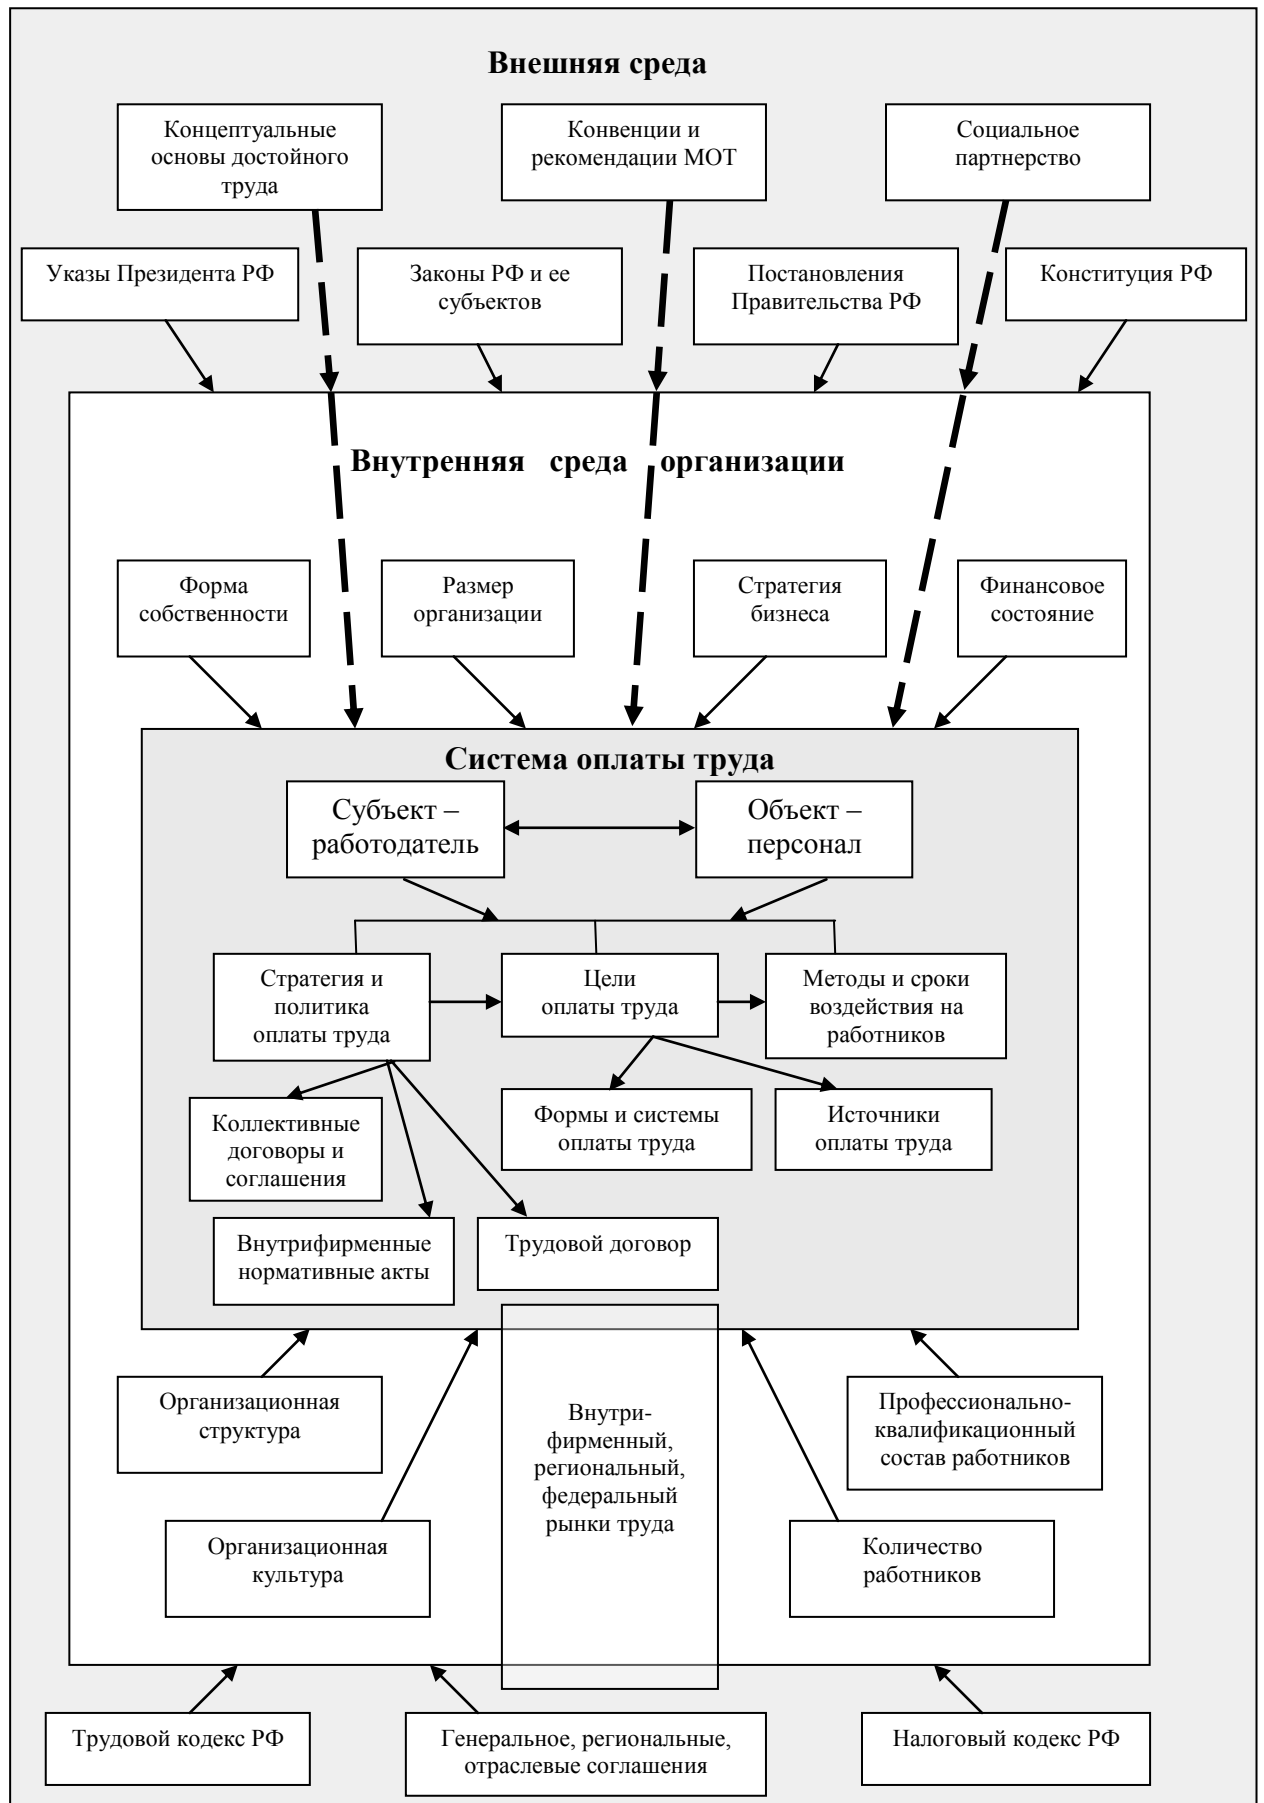 Внешняя среда
Концептуальные
основы достойного
труда
Конвенции и
рекомендации МОТ
Социальное
партнерство
Указы Президента РФ
Законы РФ и ее
субъектов
Постановления
Правительства РФ
Конституция РФ
Внутренняя среда организации
Форма
собственности
Размер
организации
Стратегия
бизнеса
Финансовое
состояние
Система оплаты труда
Субъект –
работодатель
Объект –
персонал
Стратегия и
политика
оплаты труда
Цели
оплаты труда
Методы и сроки
воздействия на
работников
Коллективные
договоры и
соглашения
Формы и системы
оплаты труда
Источники
оплаты труда
Внутрифирменные
нормативные акты
Трудовой договор
Организационная
структура
Внутри-
фирменный,
региональный,
федеральный
рынки труда
Профессионально-
квалификационный
состав работников
Организационная
культура
Количество
работников
Трудовой кодекс РФ
Генеральное, региональные,
отраслевые соглашения
Налоговый кодекс РФ